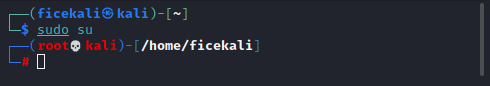 ┌──(ficekali㉿kali)-[~]
└─$ sudo su
┌──(root💀kali)-[/home/ficekali]
└─#